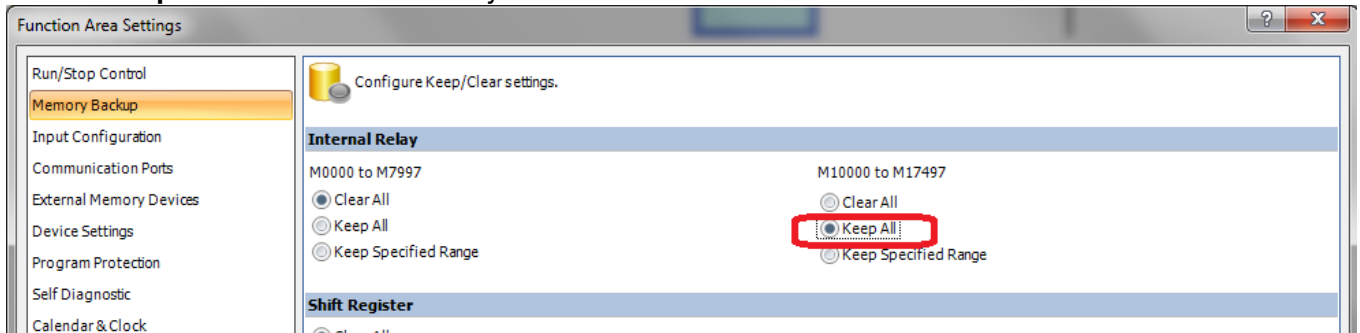 Function Area Settings
? X
Run/Stop Control
Memory Backup
Input Configuration
Communication Ports
External Memory Devices
Device Settings
Program Protection
Self Diagnostic
Calendar & Clock
Configure Keep/Clear settings.
Internal Relay
M0000 to M7997
Clear All
Keep All
Keep Specified Range
M10000 to M17497
Clear All
Keep All
Keep Specified Range
Shift Register